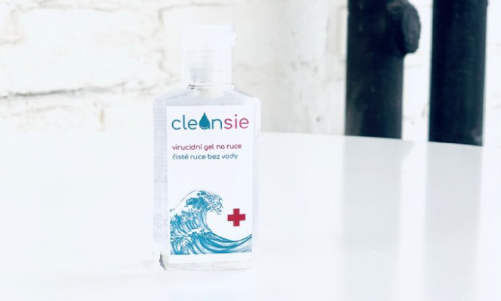 cleansie
virucidní gel na ruce
čisté ruce bez vody